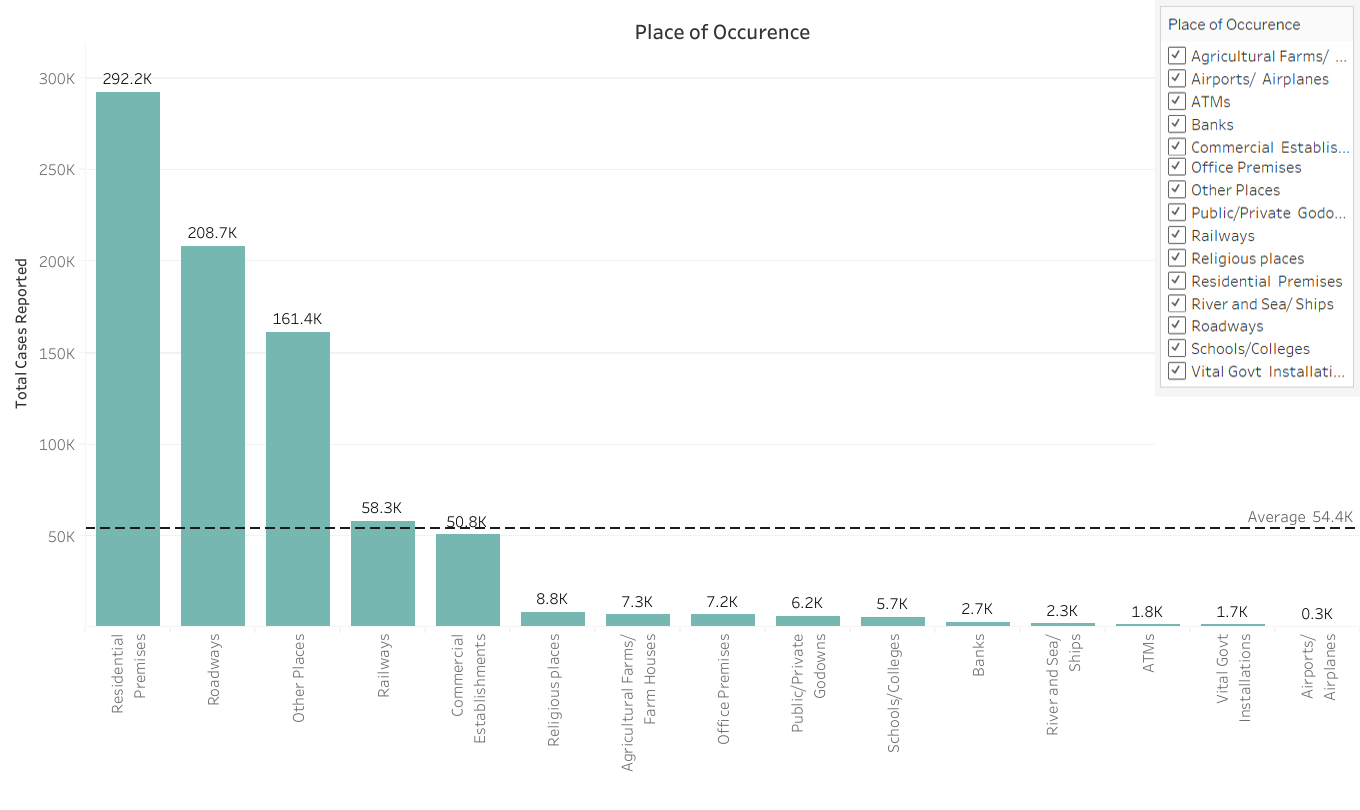 Place of Occurence
Place of Occurence
Agricultural Farms/ ...
Airports/ Airplanes
ATMs
Banks
Commercial Establis...
Office Premises
Other Places
Public/Private Godo...
Railways
Religious places
Residential Premises
River and Sea/ Ships
Roadways
Schools/Colleges
Vital Govt Installati...
Total Cases Reported
300K
250K
200K
150K
100K
50K
292.2K
208.7K
161.4K
58.3K
50.8K
8.8K
7.3K
7.2K
6.2K
5.7K
2.7K
2.3K
1.8K
1.7K
0.3K
Average 54.4K
Residential
Premises
Roadways
Other Places
Railways
Commercial
Establishments
Religious places
Agricultural Farms/
Farm Houses
Office Premises
Public/Private
Godowns
Schools/Colleges
Banks
River and Sea/
Ships
ATMs
Vital Govt
Installations
Airports/
Airplanes